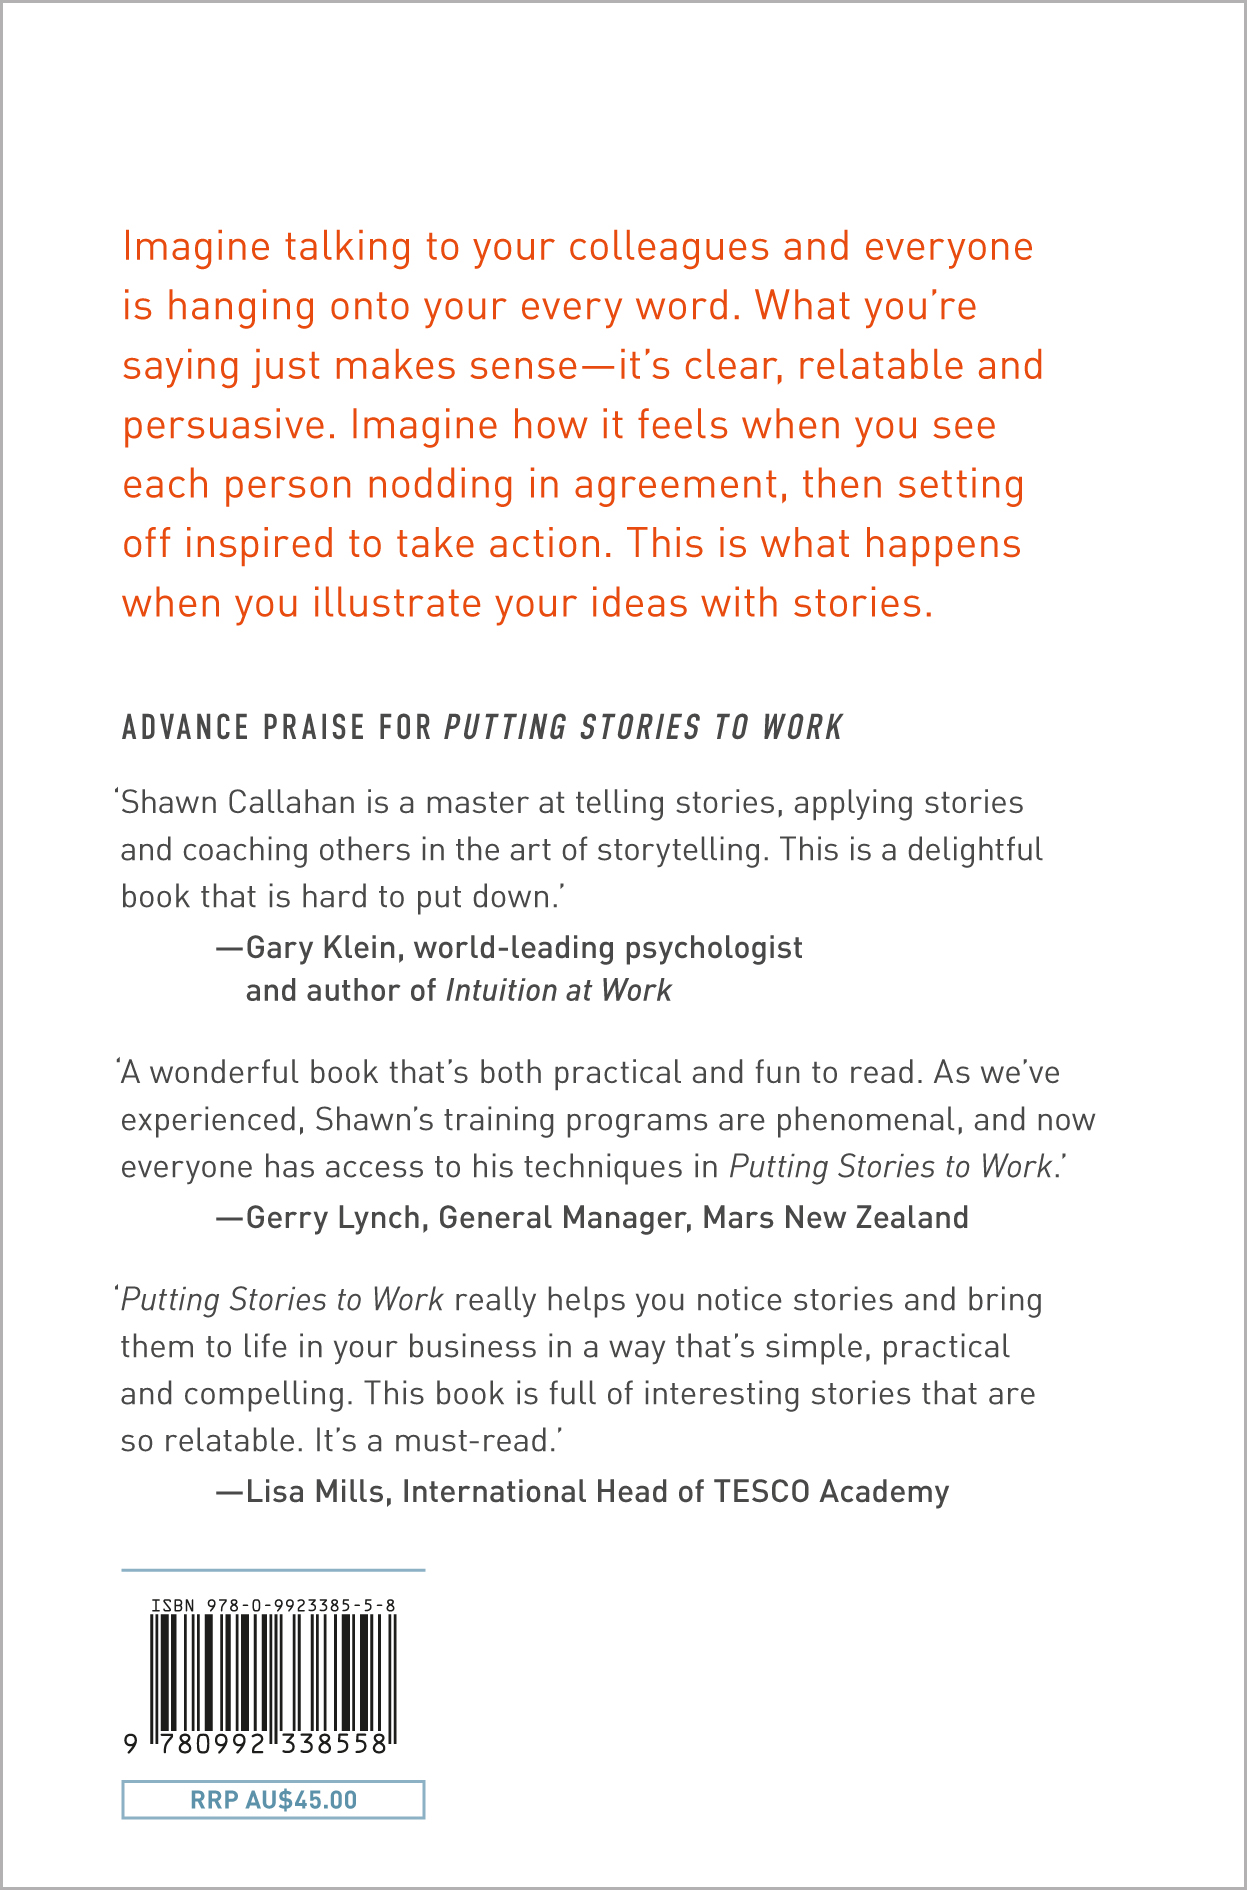 Imagine talking to your colleagues and everyone
is hanging onto your every word. What you’re
saying just makes sense—it’s clear, relatable and
persuasive. Imagine how it feels when you see
each person nodding in agreement, then setting
off inspired to take action. This is what happens
when you illustrate your ideas with stories.
ADVANCE PRAISE FOR PUTTING STORIES TO WORK
‘Shawn Callahan is a master at telling stories, applying stories
and coaching others in the art of storytelling. This is a delightful
book that is hard to put down.’
—Gary Klein, world-leading psychologist
and author of Intuition at Work
‘A wonderful book that’s both practical and fun to read. As we’ve
experienced, Shawn’s training programs are phenomenal, and now
everyone has access to his techniques in Putting Stories to Work.’
—Gerry Lynch, General Manager, Mars New Zealand
‘Putting Stories to Work really helps you notice stories and bring
them to life in your business in a way that’s simple, practical
and compelling. This book is full of interesting stories that are
so relatable. It’s a must-read.’
—Lisa Mills, International Head of TESCO Academy
ISBN 978-0-9923385-5-8
9 780992 338558
RRP AU$45.00